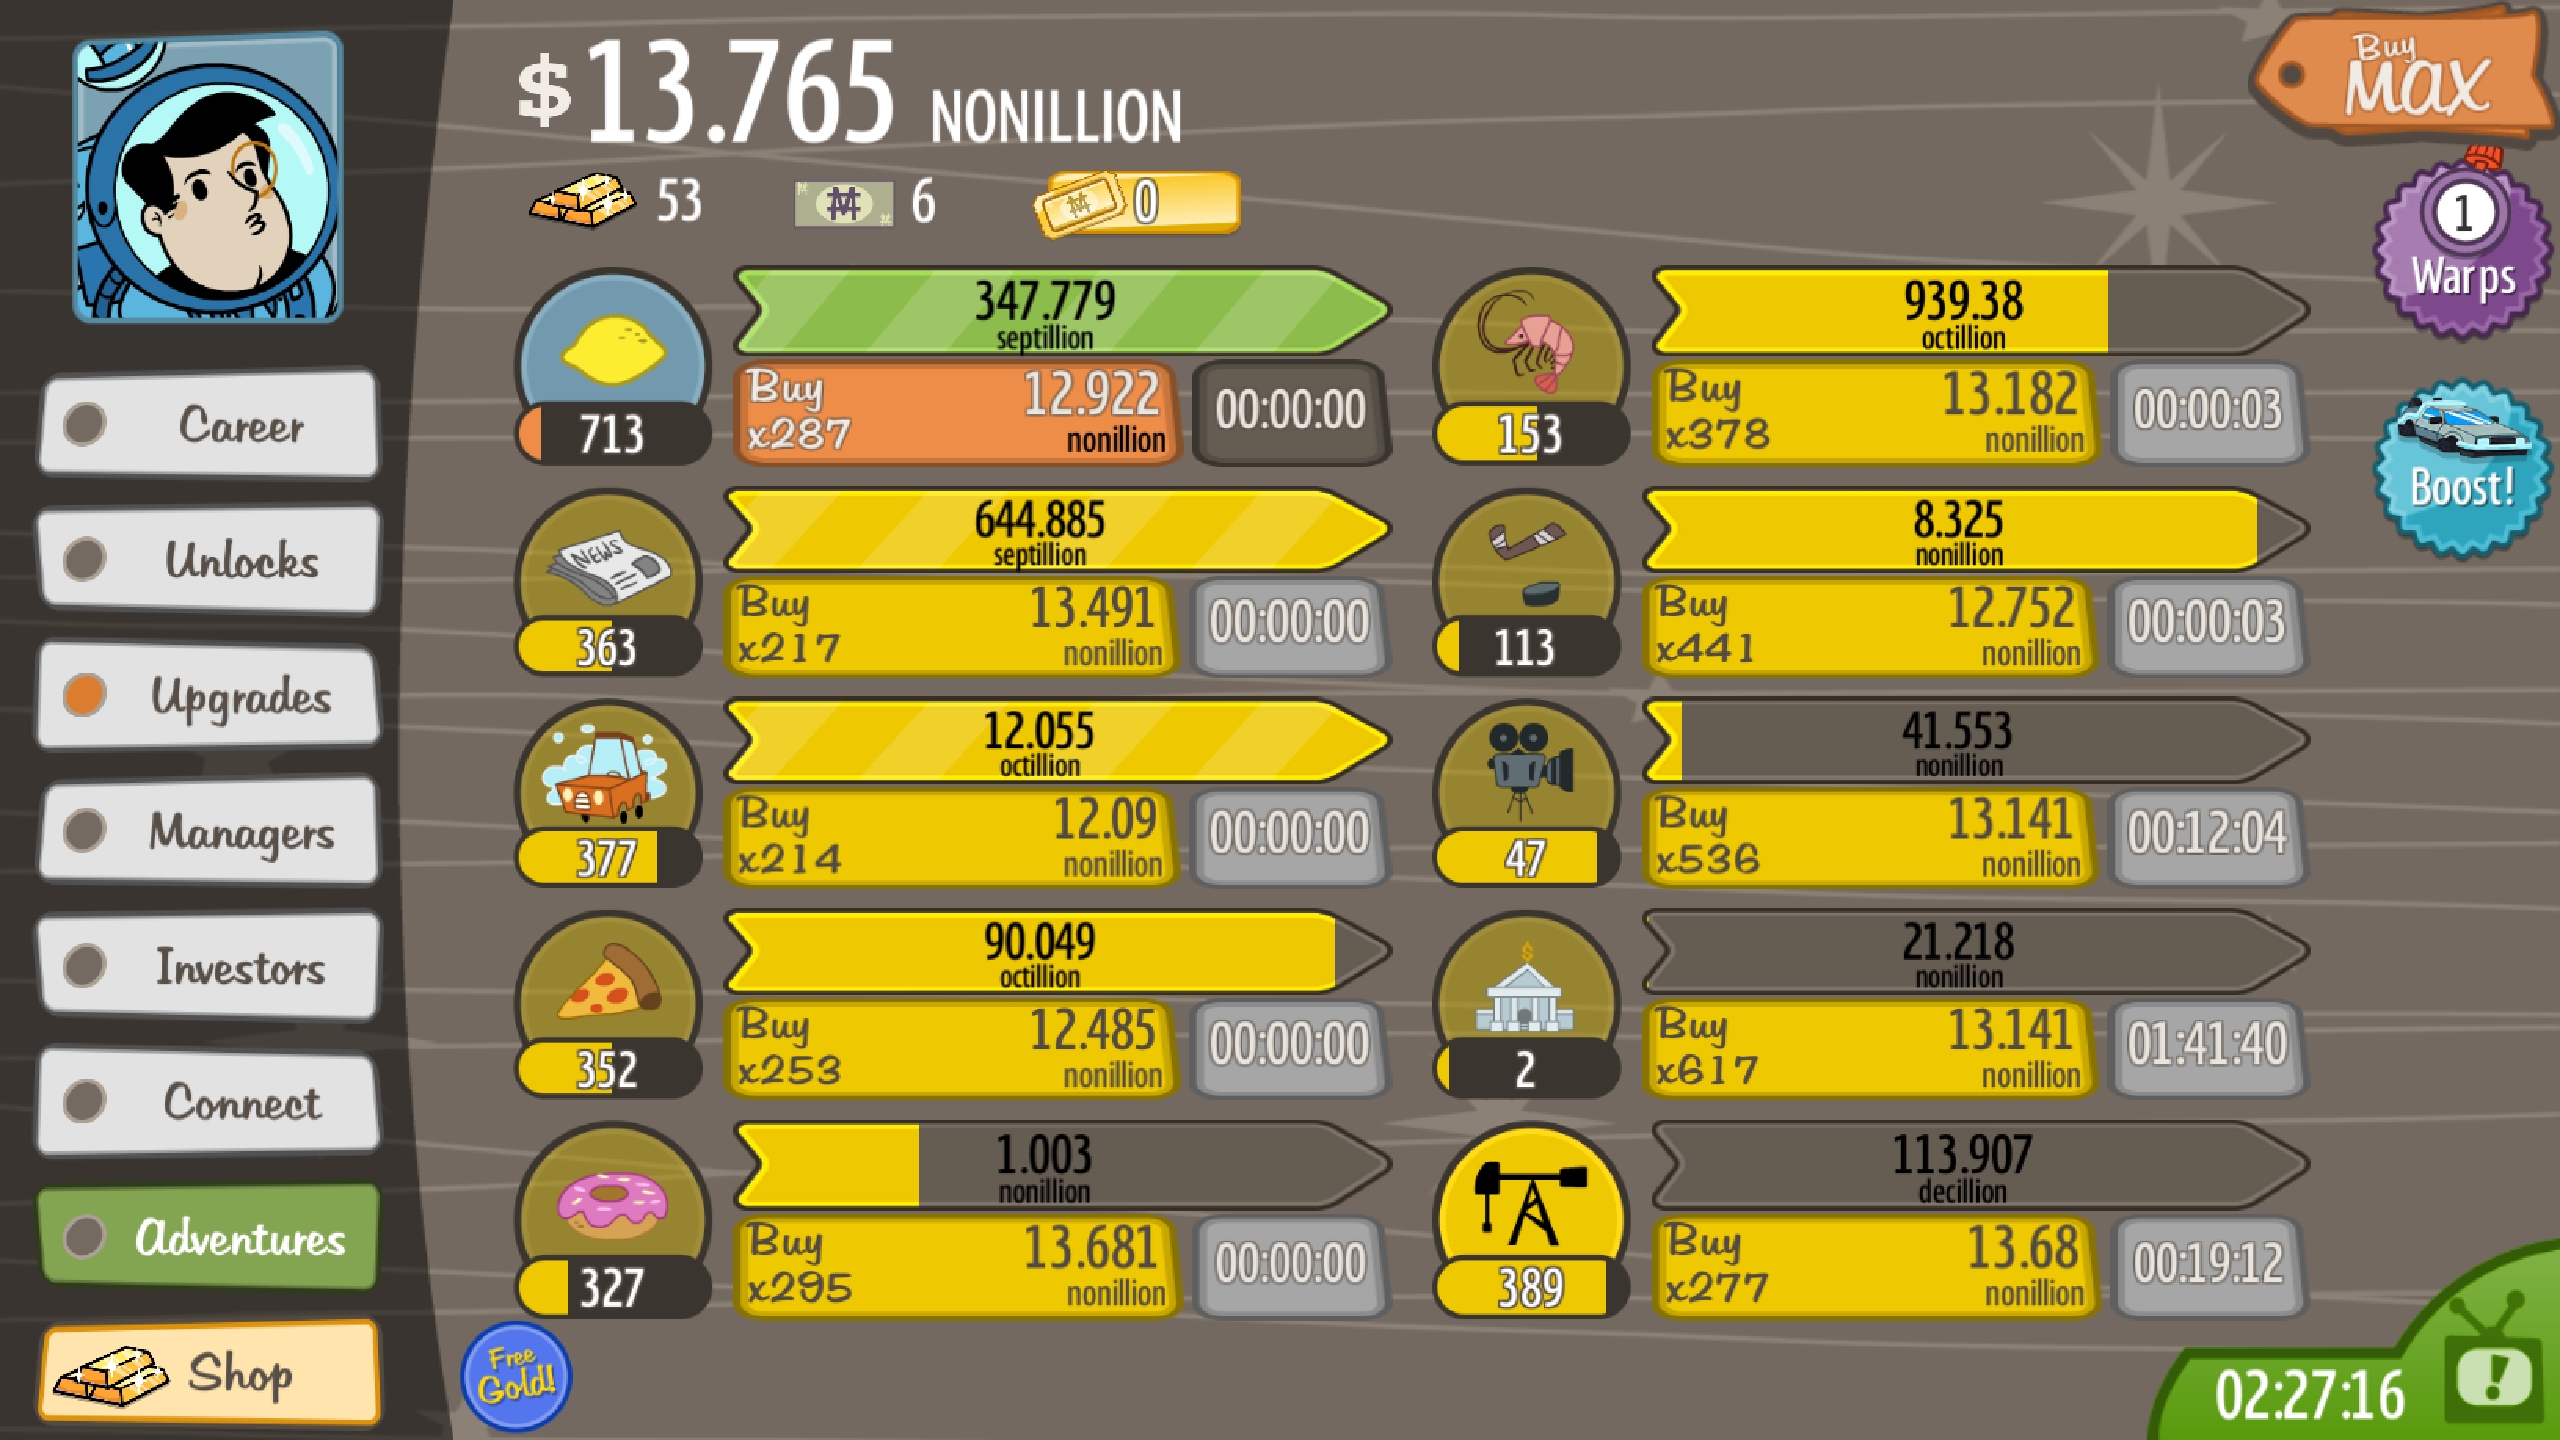 $13.765 NONILLION
Buy MAX
53
6
0
1
Warps
Boost!
Career
Unlocks
Upgrades
Managers
Investors
Connect
Adventures
Shop
347.779
septillion
Buy 12.922
x287 nonillion
00:00:00
713
NEWS
644.885
septillion
Buy 13.491
x217 nonillion
00:00:00
363
12.055
octillion
Buy 12.09
x214 nonillion
00:00:00
377
90.049
octillion
Buy 12.485
x253 nonillion
00:00:00
352
1.003
nonillion
Buy 13.681
x295 nonillion
00:00:00
327
939.38
octillion
Buy 13.182
x378 nonillion
00:00:03
153
8.325
nonillion
Buy 12.752
x441 nonillion
00:00:03
113
41.553
nonillion
Buy 13.141
x536 nonillion
00:12:04
47
21.218
nonillion
Buy 13.141
x617 nonillion
01:41:40
2
$
113.907
decillion
Buy 13.68
x277 nonillion
00:19:12
389
Free
Gold!
02:27:16
!